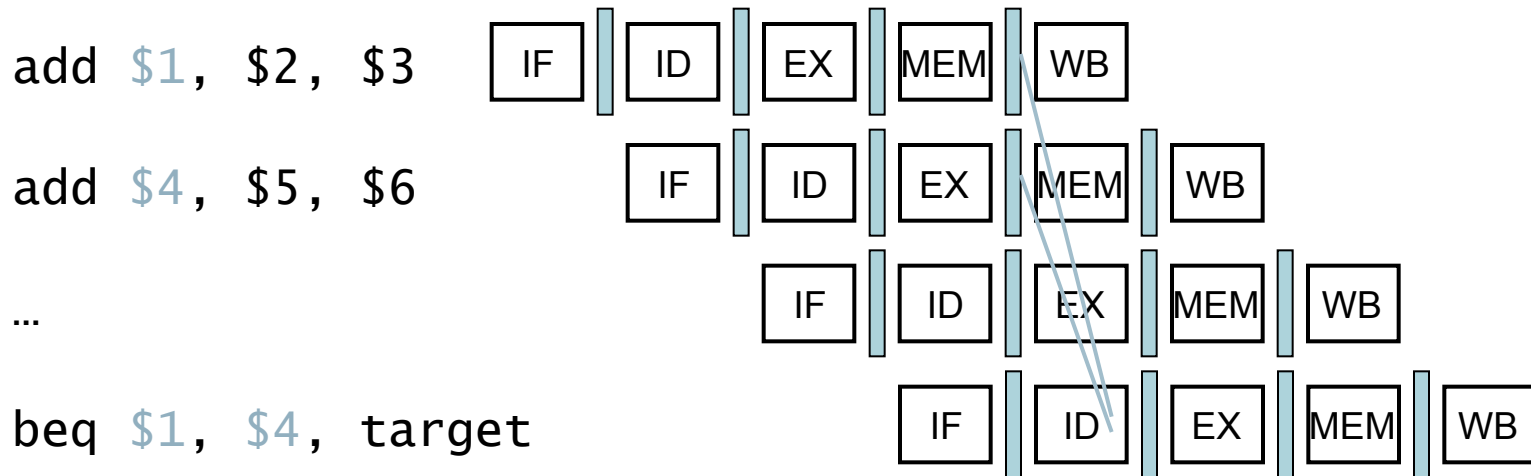 add $1, $2, $3 IF ID EX MEM WB
add $4, $5, $6 IF ID EX MEM WB
… IF ID EX MEM WB
beq $1, $4, target IF ID EX MEM WB